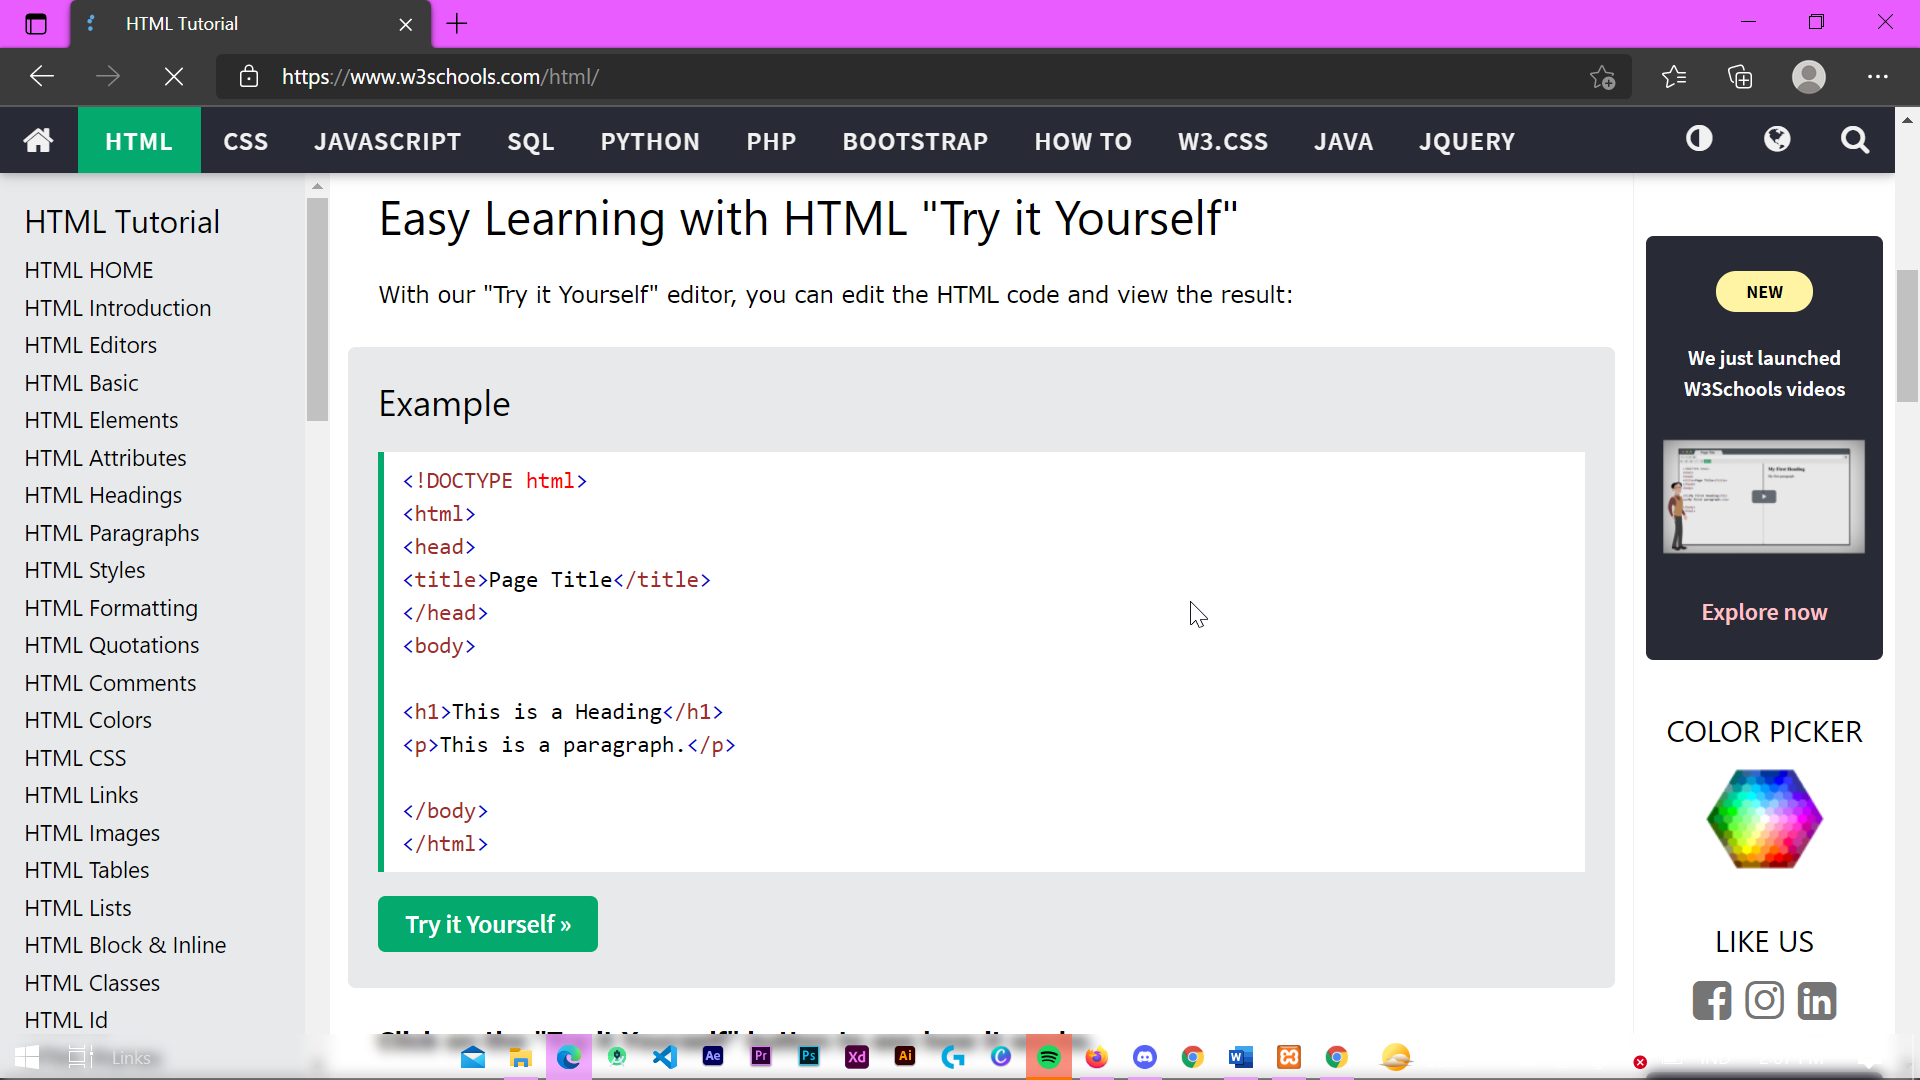 HTML Tutorial
https://www.w3schools.com/html/
HTML CSS JAVASCRIPT SQL PYTHON PHP BOOTSTRAP HOW TO W3.CSS JAVA JQUERY
HTML Tutorial
HTML HOME
HTML Introduction
HTML Editors
HTML Basic
HTML Elements
HTML Attributes
HTML Headings
HTML Paragraphs
HTML Styles
HTML Formatting
HTML Quotations
HTML Comments
HTML Colors
HTML CSS
HTML Links
HTML Images
HTML Tables
HTML Lists
HTML Block & Inline
HTML Classes
HTML Id
Easy Learning with HTML "Try it Yourself"
With our "Try it Yourself" editor, you can edit the HTML code and view the result:
Example
<!DOCTYPE html>
<html>
<head>
<title>Page Title</title>
</head>
<body>
<h1>This is a Heading</h1>
<p>This is a paragraph.</p>
</body>
</html>
Try it Yourself »
NEW
We just launched
W3Schools videos
Explore now
COLOR PICKER
LIKE US
Links
Ae Pr Ps Xd Ai